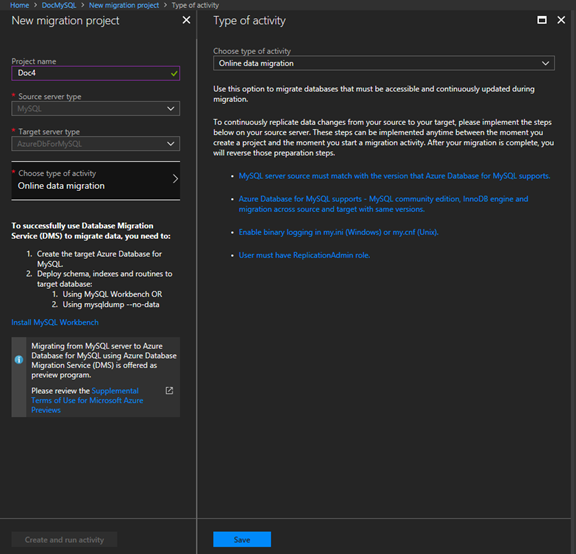 Home > DocMySQL > New migration project > Type of activity
New migration project
Project name
Doc4
* Source server type
MySQL
* Target server type
AzureDbForMySQL
* Choose type of activity
Online data migration
To successfully use Database Migration
Service (DMS) to migrate data, you need to:
1. Create the target Azure Database for
MySQL.
2. Deploy schema, indexes and routines to
target database:
1. Using MySQL Workbench OR
2. Using mysqldump --no-data
Install MySQL Workbench
Migrating from MySQL server to Azure
Database for MySQL using Azure Database
Migration Service (DMS) is offered as
preview program.
Please review the Supplemental
Terms of Use for Microsoft Azure
Previews
Create and run activity
Type of activity
Choose type of activity
Online data migration
Use this option to migrate databases that must be accessible and continuously updated during
migration.
To continuously replicate data changes from your source to your target, please implement the steps
below on your source server. These steps can be implemented anytime between the moment you
create a project and the moment you start a migration activity. After your migration is complete, you
will reverse those preparation steps.
• MySQL server source must match with the version that Azure Database for MySQL supports.
• Azure Database for MySQL supports - MySQL community edition, InnoDB engine and
migration across source and target with same versions.
• Enable binary logging in my.ini (Windows) or my.cnf (Unix).
• User must have ReplicationAdmin role.
Save